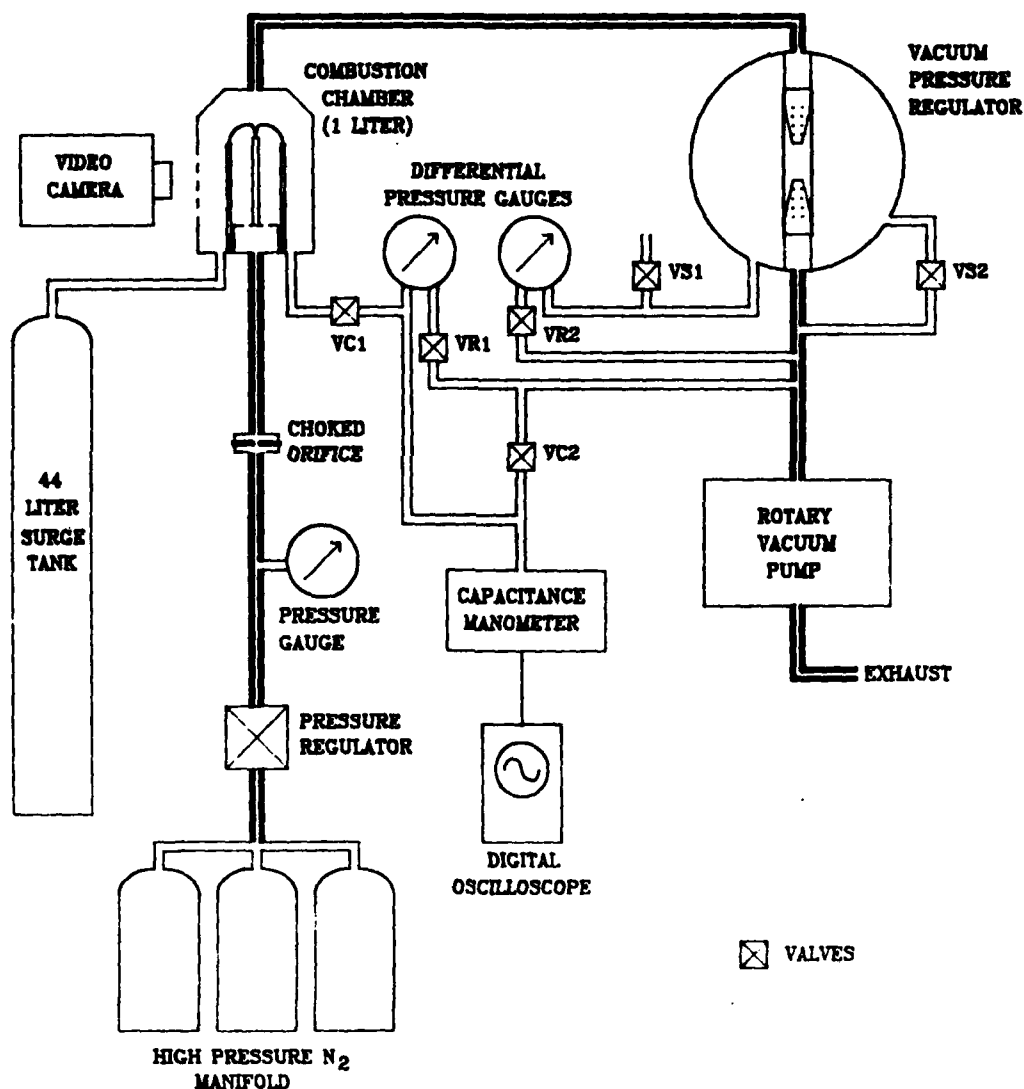 COMBUSTION
CHAMBER
(1 LITER)
VACUUM
PRESSURE
REGULATOR
VIDEO
CAMERA
DIFFERENTIAL
PRESSURE GAUGES
VS1
VS2
VC1
VR1
VR2
CHOKED
ORIFICE
VC2
44
LITER
SURGE
TANK
ROTARY
VACUUM
PUMP
PRESSURE
GAUGE
CAPACITANCE
MANOMETER
EXHAUST
PRESSURE
REGULATOR
DIGITAL
OSCILLOSCOPE
VALVES
HIGH PRESSURE N₂
MANIFOLD